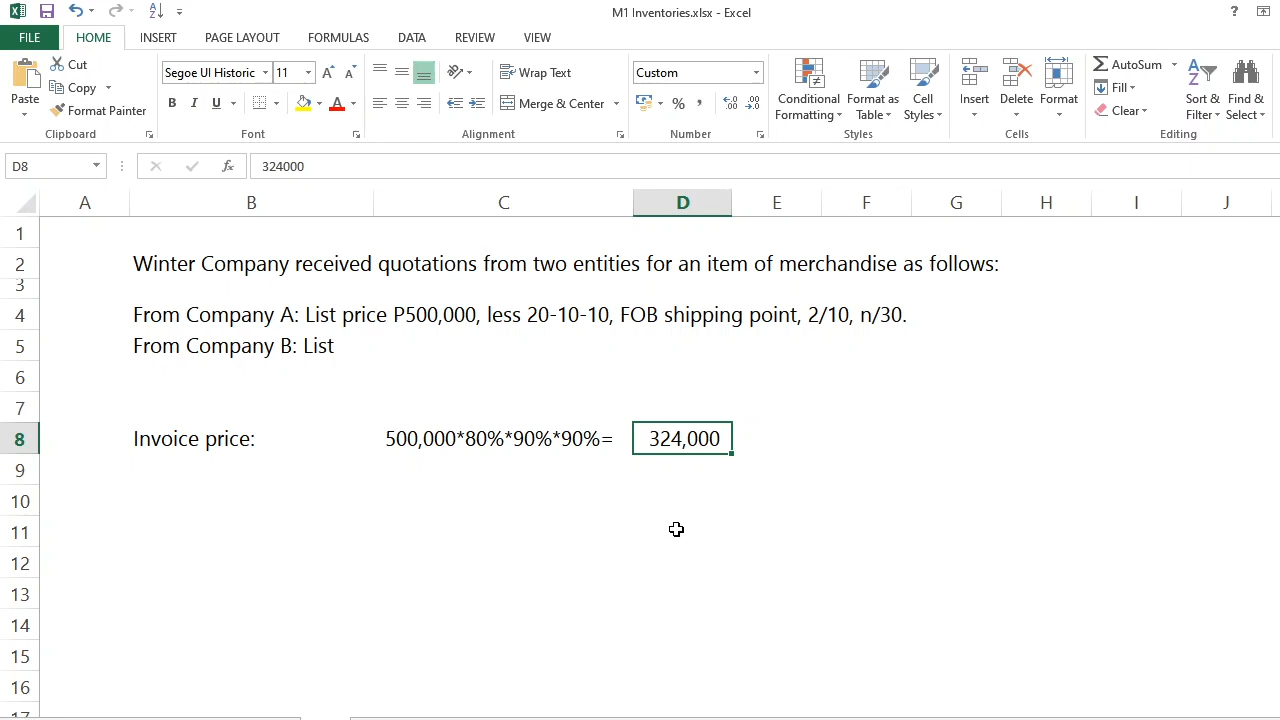 M1 Inventories.xlsx - Excel
?
FILE HOME INSERT PAGE LAYOUT FORMULAS DATA REVIEW VIEW
Paste
Cut
Copy
Format Painter
Clipboard
Segoe UI Historic 11
B I U
Font
Wrap Text
Merge & Center
Alignment
Custom
%
Number
Conditional Formatting
Format as Table
Cell Styles
Styles
Insert
Delete
Format
Cells
AutoSum
Fill
Clear
Sort & Filter
Find & Select
Editing
D8
fx
324000
A B C D E F G H I J
1
2 Winter Company received quotations from two entities for an item of merchandise as follows:
3
4 From Company A: List price P500,000, less 20-10-10, FOB shipping point, 2/10, n/30.
5 From Company B: List
6
7
8 Invoice price: 500,000*80%*90%*90%= 324,000
9
10
11
12
13
14
15
16
17